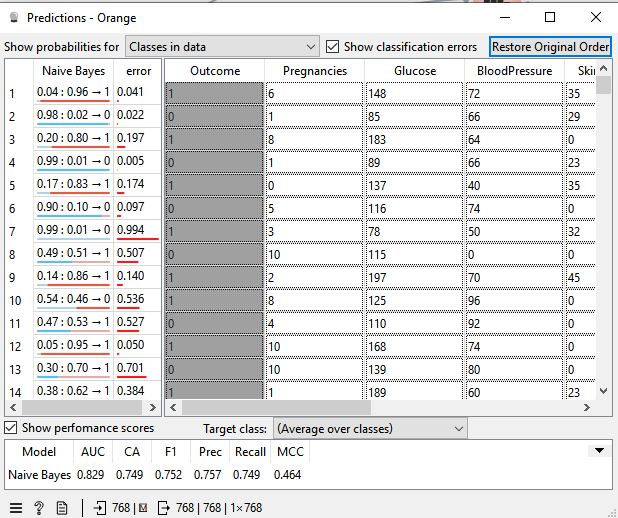 Predictions - Orange
Show probabilities for Classes in data Show classification errors Restore Original Order
Naive Bayes error Outcome Pregnancies Glucose BloodPressure Skin
1 0.04 : 0.96 → 1 0.041 1 6 148 72 35
2 0.98 : 0.02 → 0 0.022 0 1 85 66 29
3 0.20 : 0.80 → 1 0.197 1 8 183 64 0
4 0.99 : 0.01 → 0 0.005 0 1 89 66 23
5 0.17 : 0.83 → 1 0.174 1 0 137 40 35
6 0.90 : 0.10 → 0 0.097 0 5 116 74 0
7 0.99 : 0.01 → 0 0.994 1 3 78 50 32
8 0.49 : 0.51 → 1 0.507 0 10 115 0 0
9 0.14 : 0.86 → 1 0.140 1 2 197 70 45
10 0.54 : 0.46 → 0 0.536 1 8 125 96 0
11 0.47 : 0.53 → 1 0.527 0 4 110 92 0
12 0.05 : 0.95 → 1 0.050 1 10 168 74 0
13 0.30 : 0.70 → 1 0.701 0 10 139 80 0
14 0.38 : 0.62 → 1 0.384 1 1 189 60 23
Show perfomance scores Target class: (Average over classes)
Model AUC CA F1 Prec Recall MCC
Naive Bayes 0.829 0.749 0.752 0.757 0.749 0.464
? 768 | M 768 | 768 | 1×768